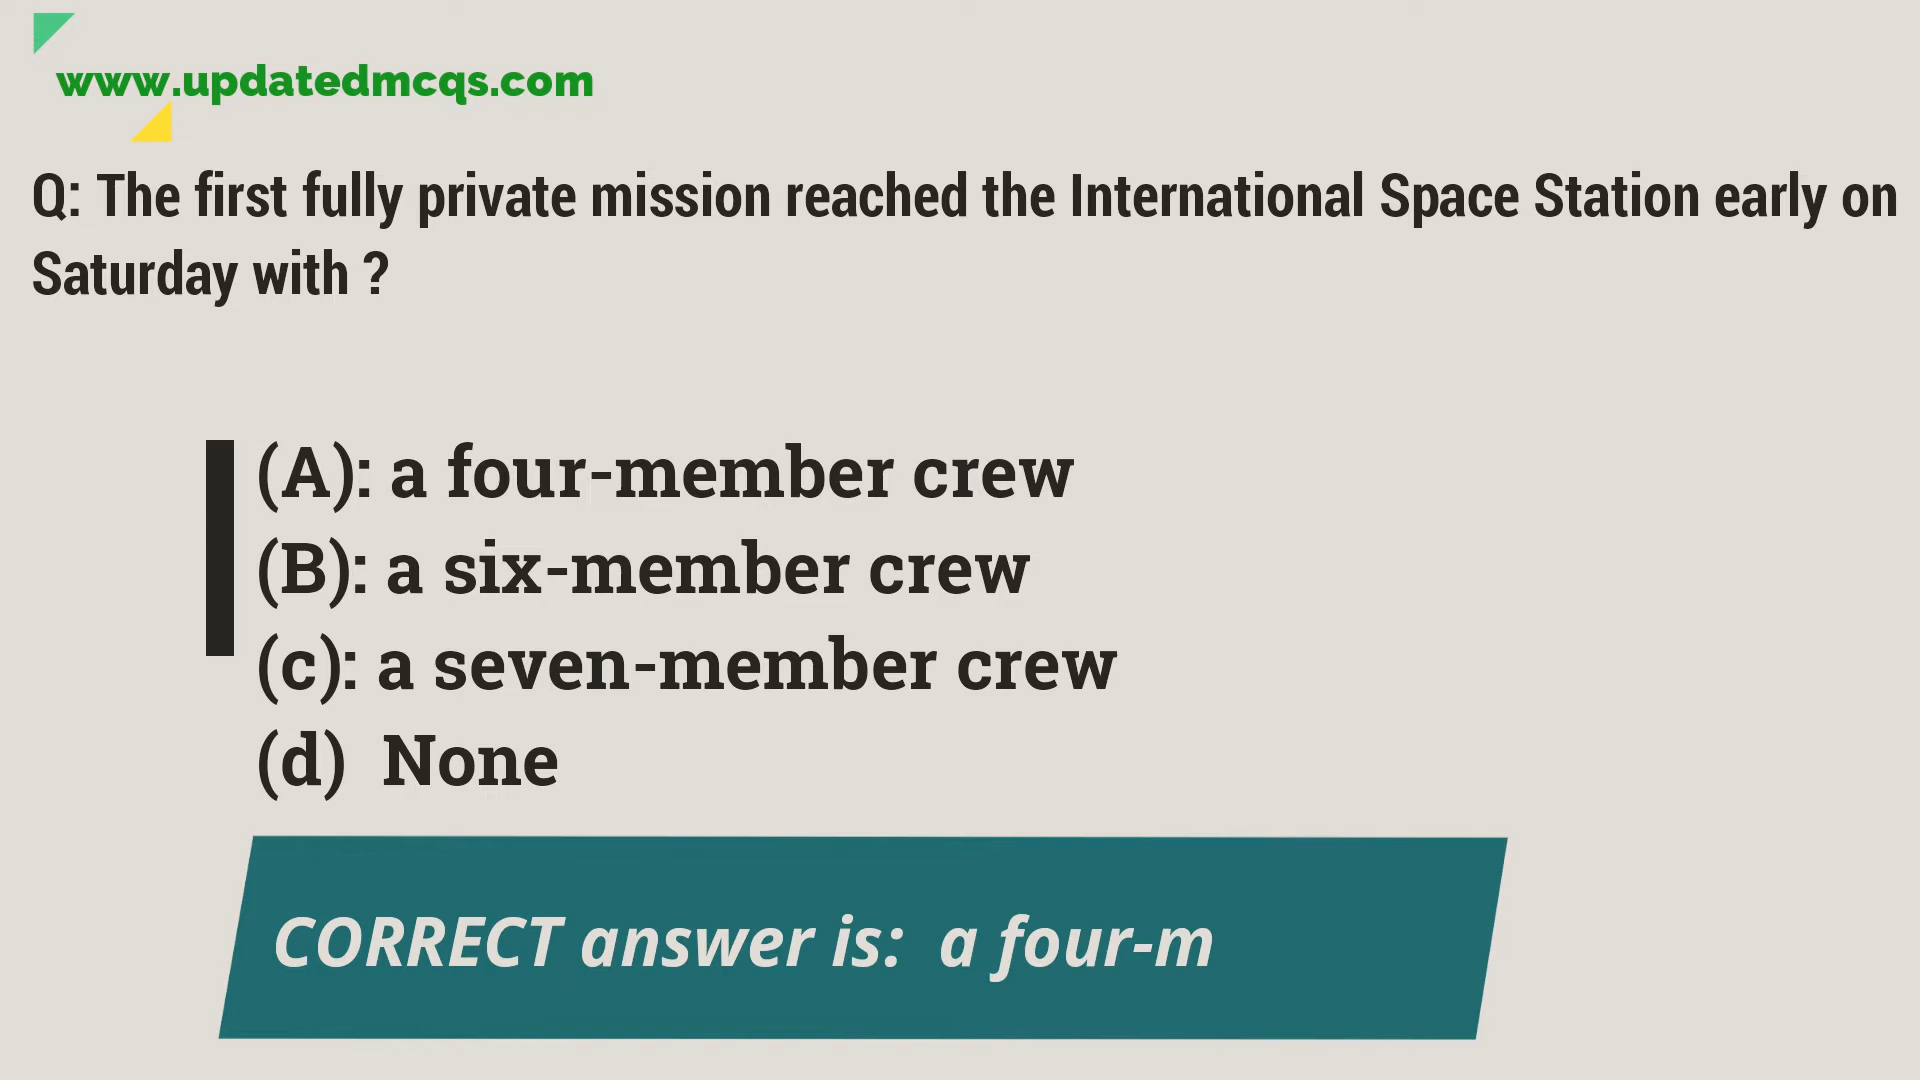 www.updatedmcqs.com
Q: The first fully private mission reached the International Space Station early on
Saturday with ?
(A): a four-member crew
(B): a six-member crew
(c): a seven-member crew
(d)  None
CORRECT answer is:  a four-m